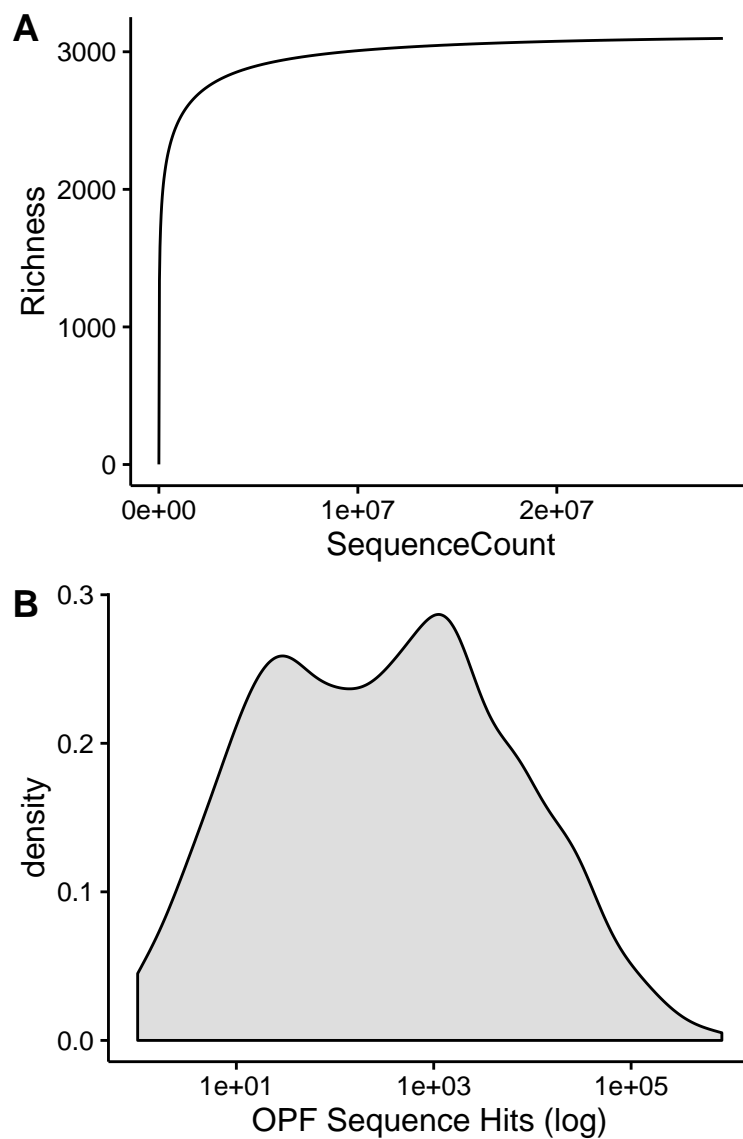 A
3000
2000
1000
0
Richness
0e+00 1e+07 2e+07
SequenceCount
B
0.3
0.2
0.1
0.0
density
1e+01 1e+03 1e+05
OPF Sequence Hits (log)